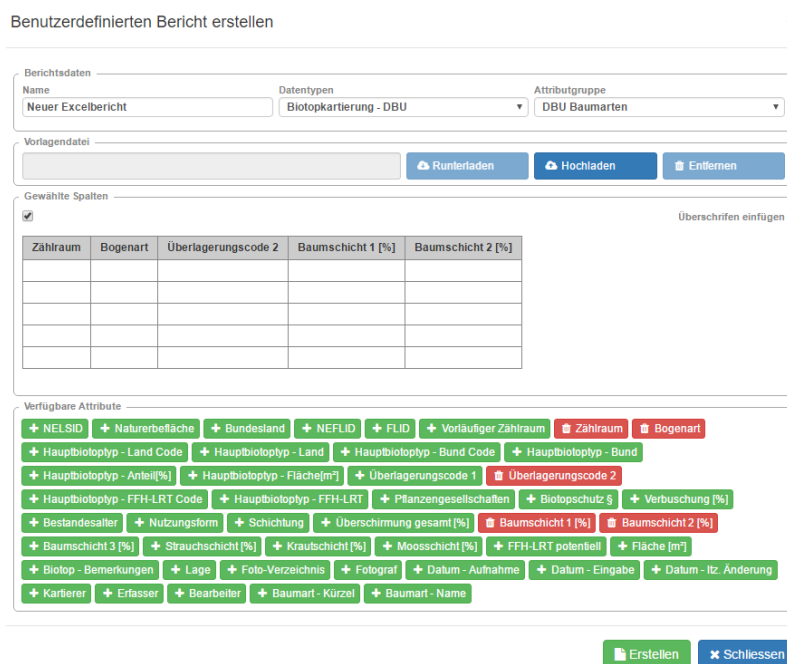 Benutzerdefinierten Bericht erstellen
Berichtsdaten
Name Datentypen Attributgruppe
Neuer Excelbericht Biotopkartierung - DBU DBU Baumarten
Vorlagendatei
Runterladen Hochladen Entfernen
Gewählte Spalten
Überschrifen einfügen
Zählraum Bogenart Überlagerungscode 2 Baumschicht 1 [%] Baumschicht 2 [%]
Verfügbare Attribute
+ NELSID + Naturerbefläche + Bundesland + NEFLID + FLID + Vorläufiger Zählraum Zählraum Bogenart
+ Hauptbiotoptyp - Land Code + Hauptbiotoptyp - Land + Hauptbiotoptyp - Bund Code + Hauptbiotoptyp - Bund
+ Hauptbiotoptyp - Anteil[%] + Hauptbiotoptyp - Fläche[m²] + Überlagerungscode 1 Überlagerungscode 2
+ Hauptbiotoptyp - FFH-LRT Code + Hauptbiotoptyp - FFH-LRT + Pflanzengesellschaften + Biotopschutz § + Verbuschung [%]
+ Bestandesalter + Nutzungsform + Schichtung + Überschirmung gesamt [%] Baumschicht 1 [%] Baumschicht 2 [%]
+ Baumschicht 3 [%] + Strauchschicht [%] + Krautschicht [%] + Moosschicht [%] + FFH-LRT potentiell + Fläche [m²]
+ Biotop - Bemerkungen + Lage + Foto-Verzeichnis + Fotograf + Datum - Aufnahme + Datum - Eingabe + Datum - ltz. Änderung
+ Kartierer + Erfasser + Bearbeiter + Baumart - Kürzel + Baumart - Name
Erstellen Schliessen